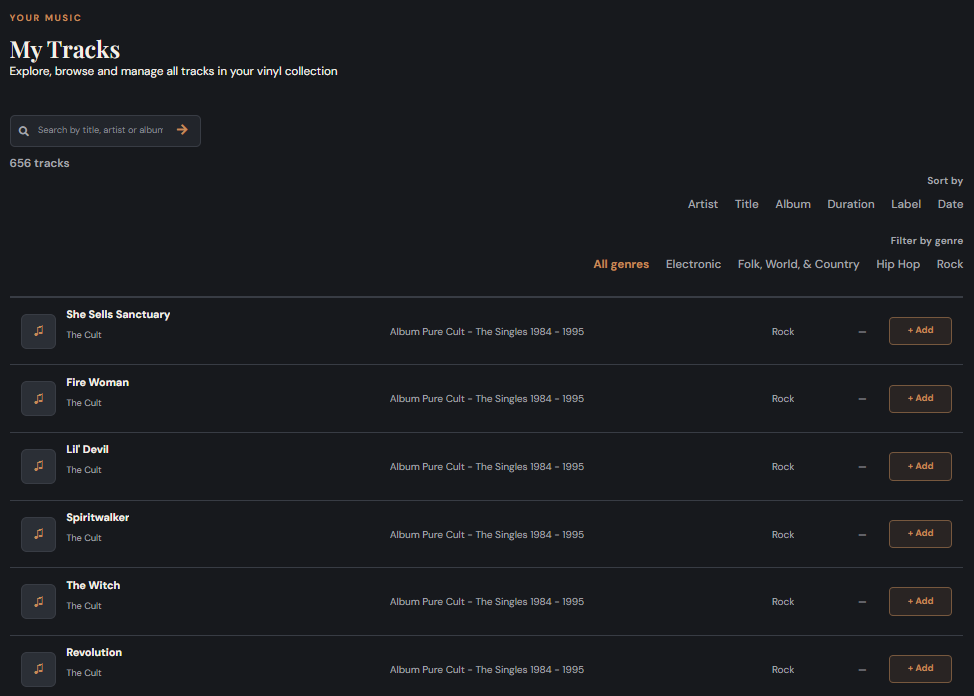 YOUR MUSIC
My Tracks
Explore, browse and manage all tracks in your vinyl collection
Search by title, artist or album
656 tracks
Sort by
Artist Title Album Duration Label Date
Filter by genre
All genres Electronic Folk, World, & Country Hip Hop Rock
She Sells Sanctuary
The Cult
Album Pure Cult - The Singles 1984 - 1995 Rock — + Add
Fire Woman
The Cult
Album Pure Cult - The Singles 1984 - 1995 Rock — + Add
Lil' Devil
The Cult
Album Pure Cult - The Singles 1984 - 1995 Rock — + Add
Spiritwalker
The Cult
Album Pure Cult - The Singles 1984 - 1995 Rock — + Add
The Witch
The Cult
Album Pure Cult - The Singles 1984 - 1995 Rock — + Add
Revolution
The Cult
Album Pure Cult - The Singles 1984 - 1995 Rock — + Add